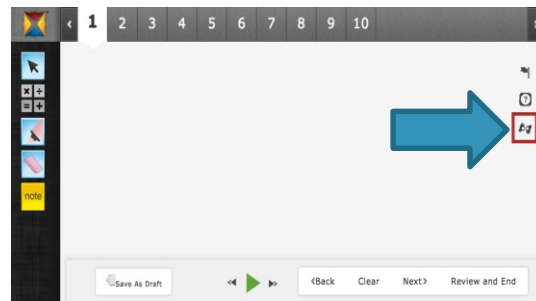 ‹ 1 2 3 4 5 6 7 8 9 10
× ÷
= +
?
note
Save As Draft
<Back Clear Next> Review and End